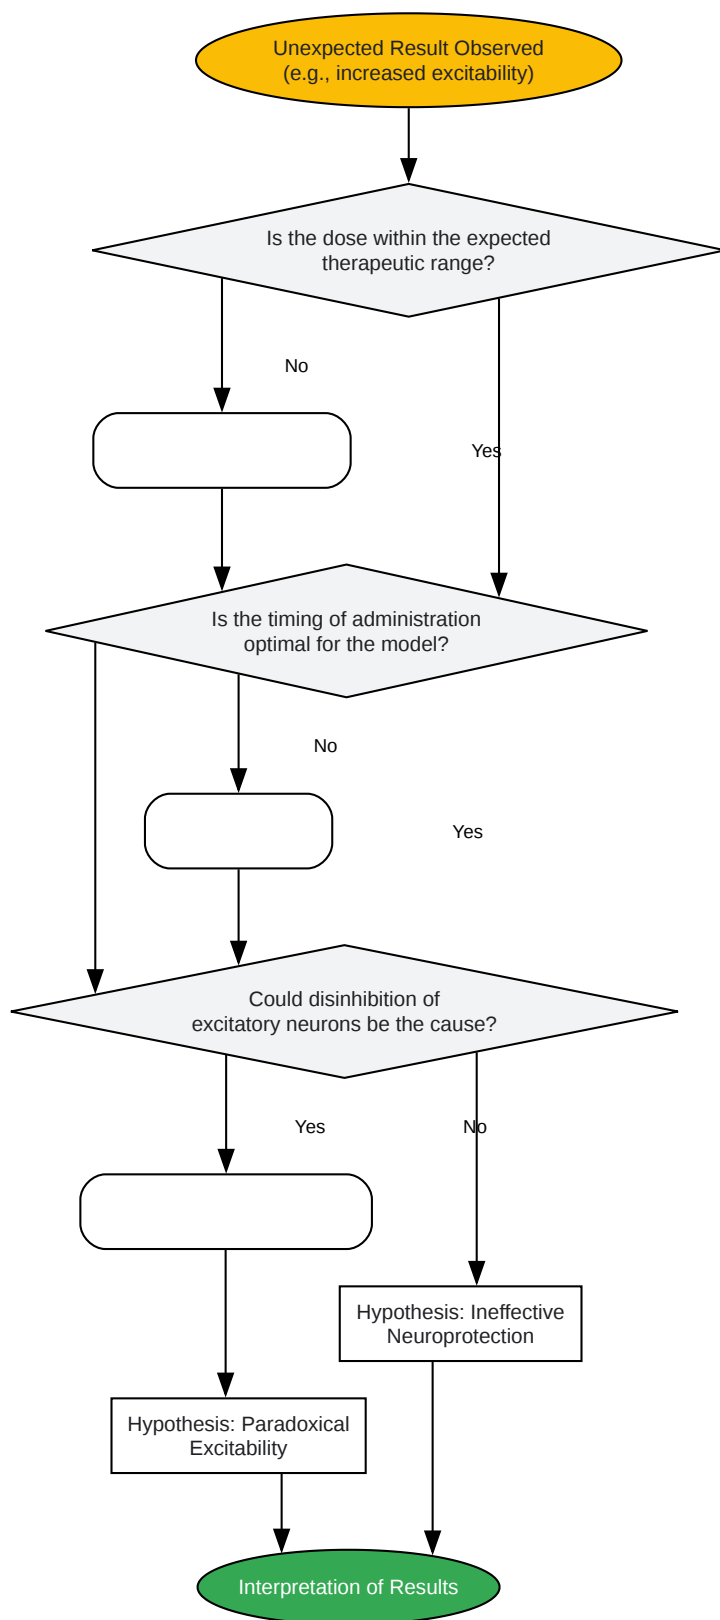 Unexpected Result Observed
(e.g., increased excitability)
Is the dose within the expected
therapeutic range?
No
Yes
Is the timing of administration
optimal for the model?
No
Yes
Could disinhibition of
excitatory neurons be the cause?
Yes
No
Hypothesis: Ineffective
Neuroprotection
Hypothesis: Paradoxical
Excitability
Interpretation of Results